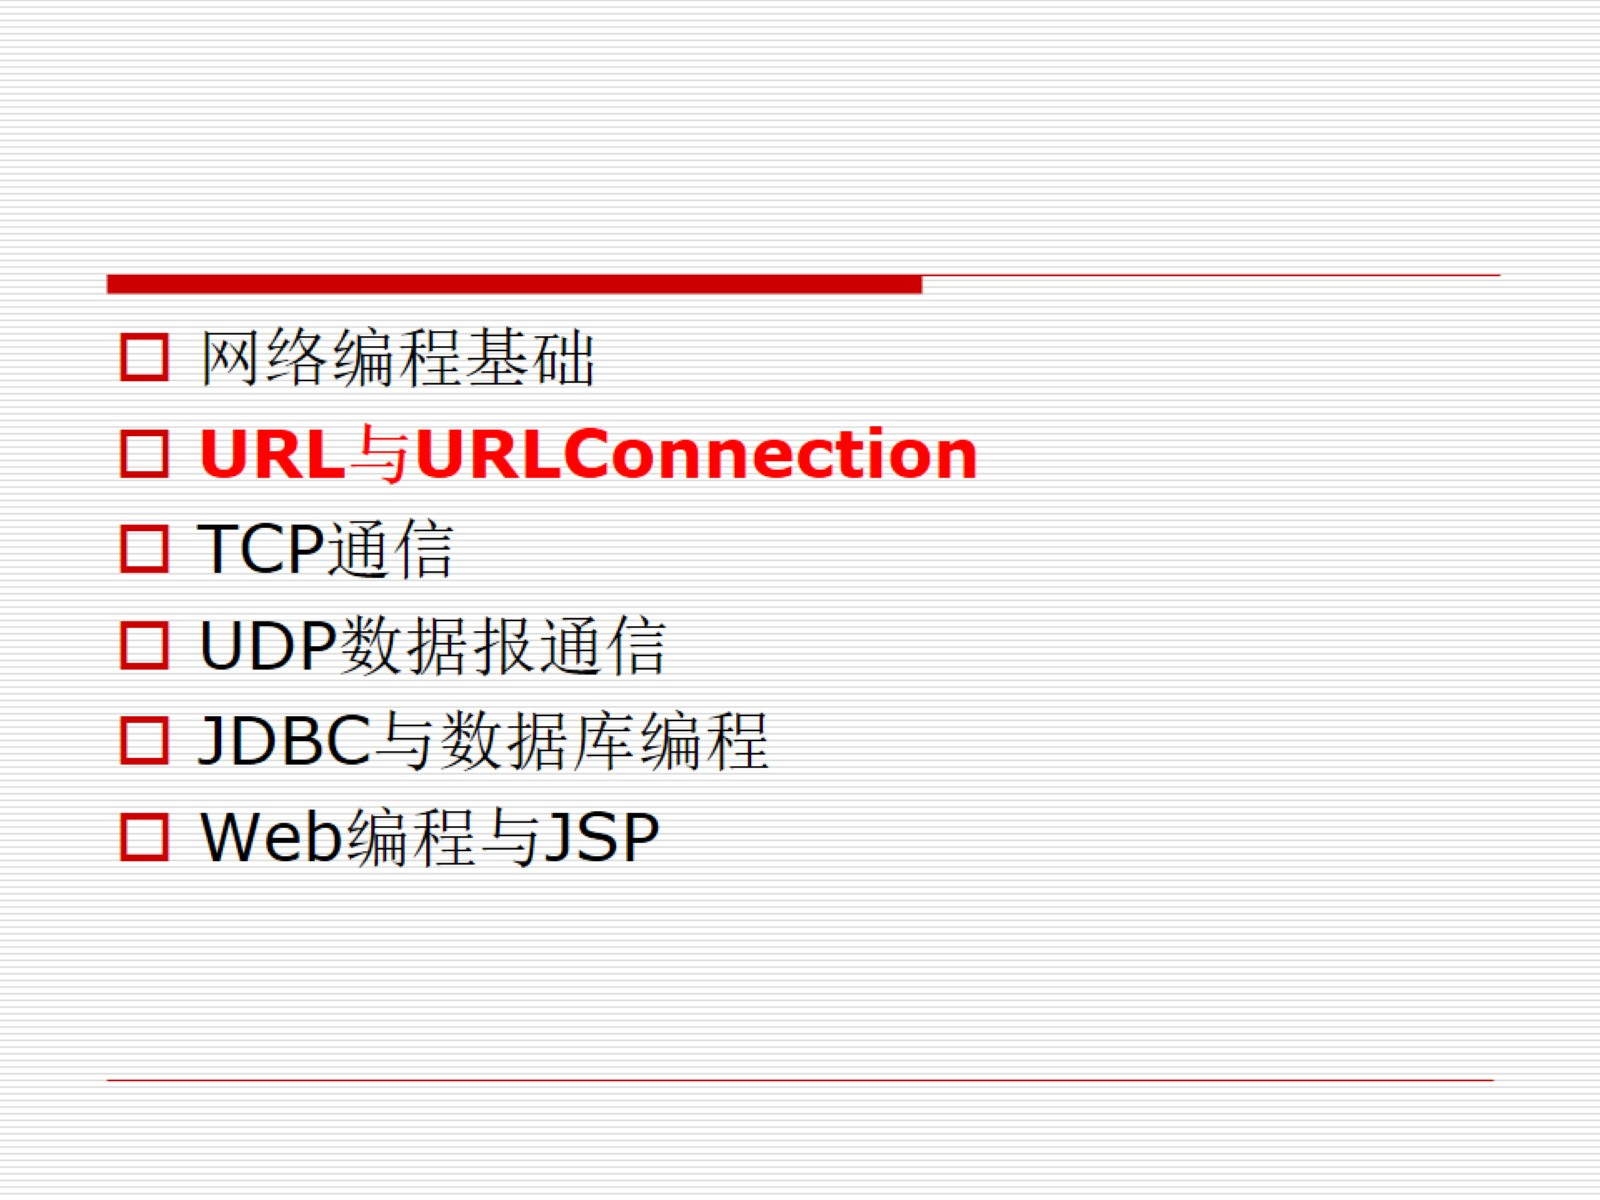 网络编程基础
URL与URLConnection
TCP通信
UDP数据报通信
JDBC与数据库编程
Web编程与JSP